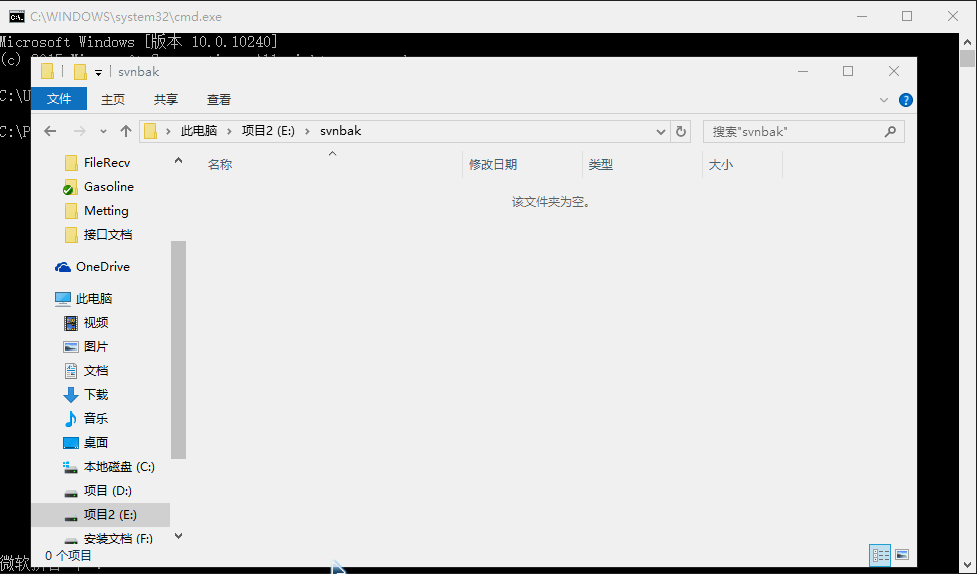 C:\WINDOWS\system32\cmd.exe
Microsoft Windows [版本 10.0.10240]
(c)
svnbak
C:\U
文件 主页 共享 查看
C:\P
此电脑 项目2 (E:) svnbak 搜索"svnbak"
名称 修改日期 类型 大小
该文件夹为空。
FileRecv
Gasoline
Metting
接口文档
OneDrive
此电脑
视频
图片
文档
下载
音乐
桌面
本地磁盘 (C:)
项目 (D:)
项目2 (E:)
安装文档 (F:)
0 个项目
微软